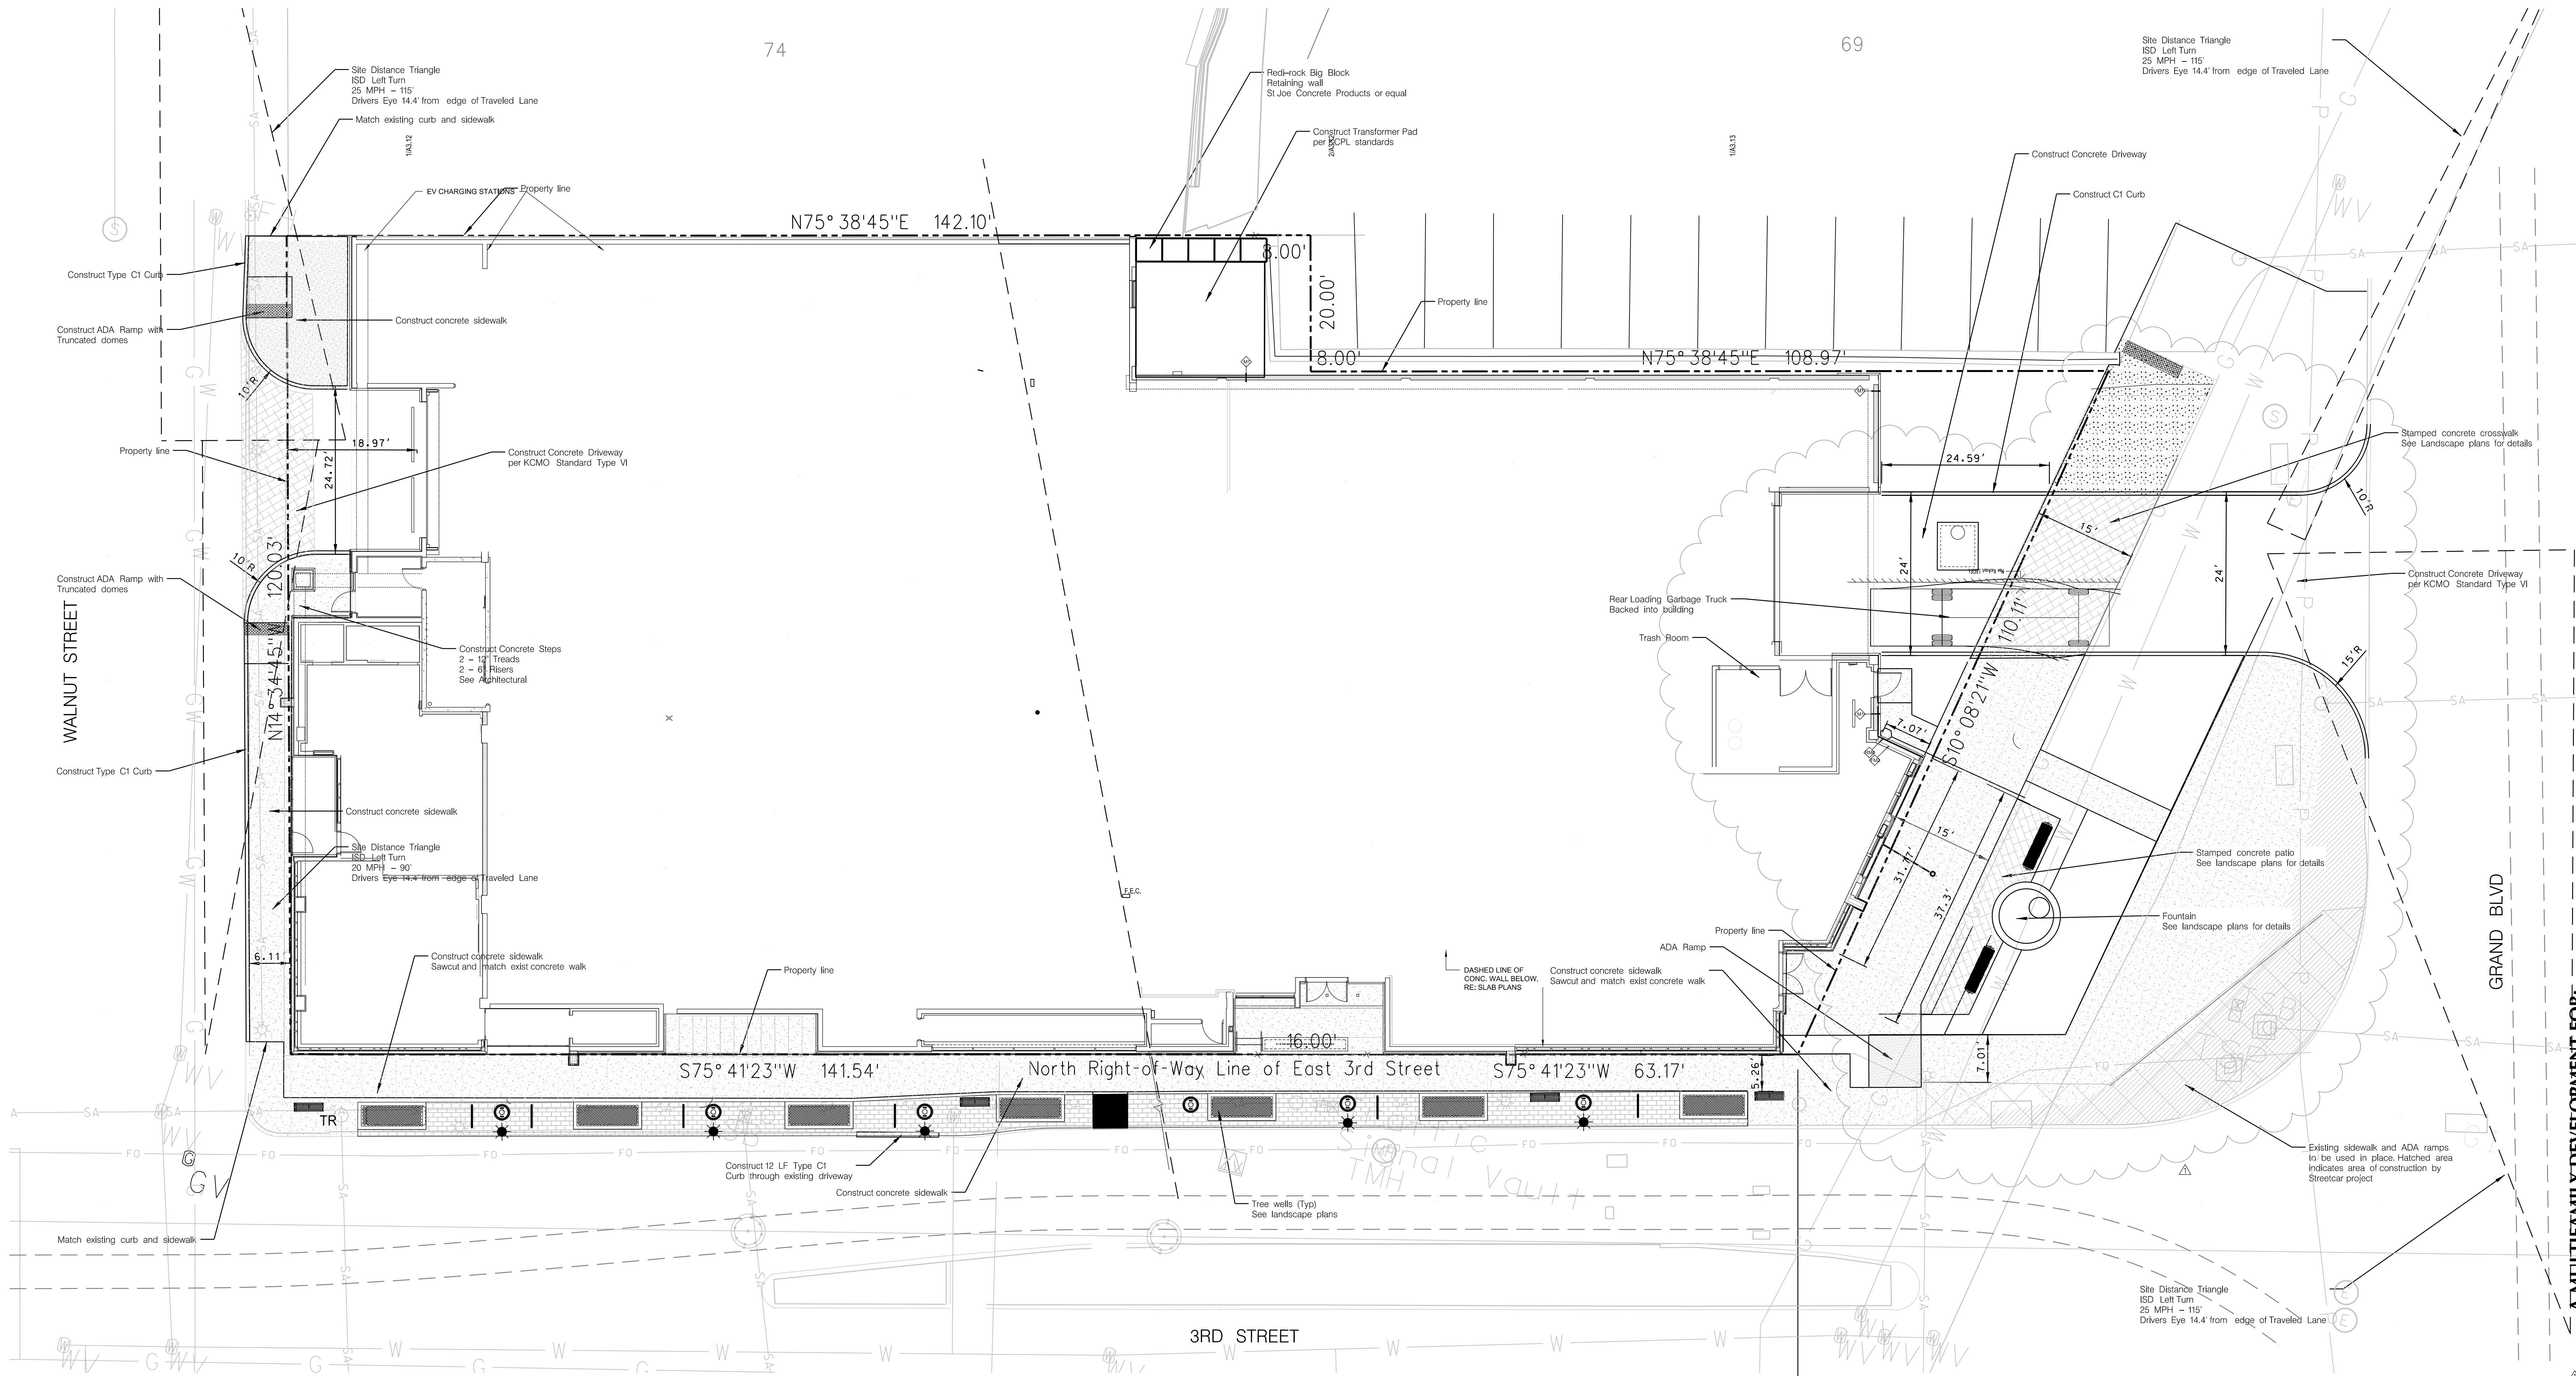 74
69
Site Distance Triangle
ISD Left Turn
25 MPH - 115'
Drivers Eye 14.4' from edge of Traveled Lane
Match existing curb and sidewalk
1/A3.12
EV CHARGING STATIONS
Property line
N75° 38'45"E 142.10'
Redi-rock Big Block
Retaining wall
St Joe Concrete Products or equal
Construct Transformer Pad
per KCPL standards
1/A3.13
Site Distance Triangle
ISD Left Turn
25 MPH - 115'
Drivers Eye 14.4' from edge of Traveled Lane
Construct Concrete Driveway
Construct C1 Curb
8.00'
20.00'
8.00'
Property line
N75° 38'45"E 108.97'
Construct Type C1 Curb
Construct ADA Ramp with
Truncated domes
Construct concrete sidewalk
10'R
18.97'
24.72'
Property line
Construct Concrete Driveway
per KCMO Standard Type VI
10'R
N14° 34'45"W 120.03'
Construct ADA Ramp with
Truncated domes
WALNUT STREET
Construct Concrete Steps
2 - 12" Treads
2 - 6" Risers
See Architectural
Construct Type C1 Curb
Construct concrete sidewalk
Site Distance Triangle
ISD Left Turn
20 MPH - 90'
Drivers Eye 14.4' from edge of Traveled Lane
6.11'
Construct concrete sidewalk
Sawcut and match exist concrete walk
Property line
F.E.C.
24.59'
Stamped concrete crosswalk
See Landscape plans for details
10'R
15'
24'
24'
Construct Concrete Driveway
per KCMO Standard Type VI
Rear Loading Garbage Truck
Backed into building
Trash Room
S10° 08'21"W 110.11'
15'R
7.07'
15'
31.77'
37.3'
Stamped concrete patio
See landscape plans for details
Fountain
See landscape plans for details
GRAND BLVD
Property line
ADA Ramp
DASHED LINE OF
CONC. WALL BELOW,
RE: SLAB PLANS
Construct concrete sidewalk
Sawcut and match exist concrete walk
16.00'
S75° 41'23"W 141.54'
North Right-of-Way Line of East 3rd Street
S75° 41'23"W 63.17'
5.26'
7.01'
TR
Construct 12 LF Type C1
Curb through existing driveway
Construct concrete sidewalk
Tree wells (Typ)
See landscape plans
Signal Vault
TMH
Existing sidewalk and ADA ramps
to be used in place. Hatched area
indicates area of construction by
Streetcar project
Match existing curb and sidewalk
GV
Site Distance Triangle
ISD Left Turn
25 MPH - 115'
Drivers Eye 14.4' from edge of Traveled Lane
3RD STREET
A MULTIFAMILY DEVELOPMENT FOR: